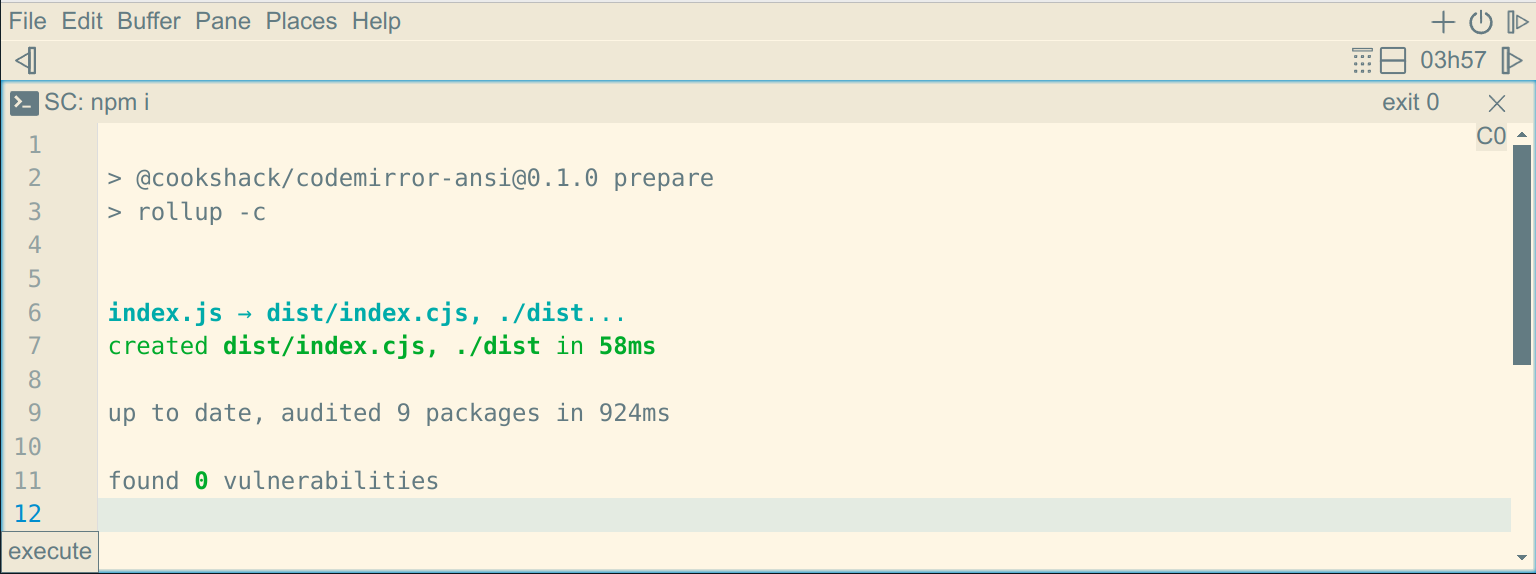 File Edit Buffer Pane Places Help
03h57
SC: npm i exit 0
C0
1
2 > @cookshack/codemirror-ansi@0.1.0 prepare
3 > rollup -c
4
5
6 index.js → dist/index.cjs, ./dist...
7 created dist/index.cjs, ./dist in 58ms
8
9 up to date, audited 9 packages in 924ms
10
11 found 0 vulnerabilities
12
execute